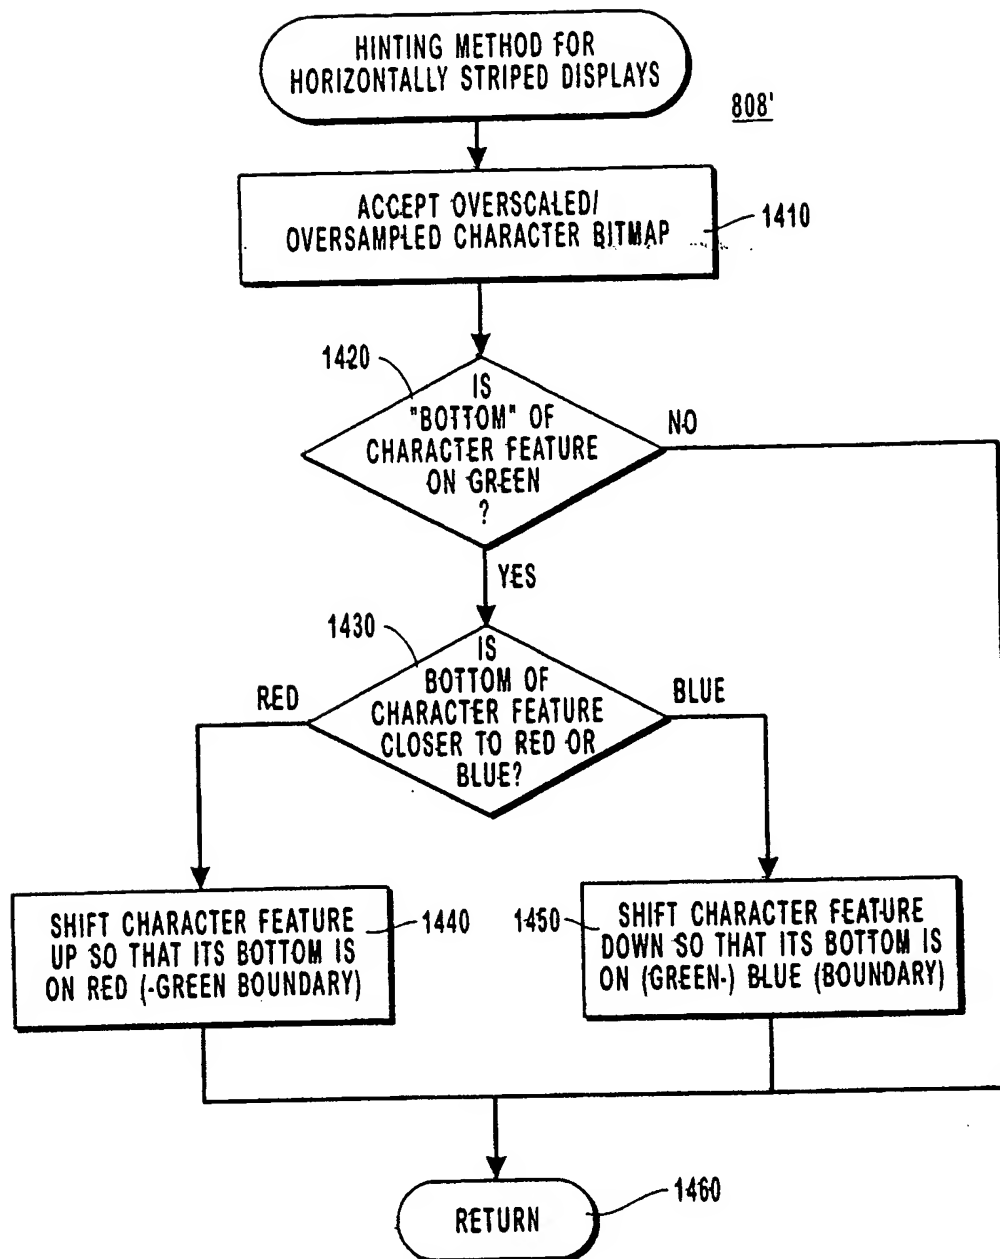 HINTING METHOD FOR
HORIZONTALLY STRIPED DISPLAYS
808'
ACCEPT OVERSCALED/
OVERSAMPLED CHARACTER BITMAP
1410
1420
IS
"BOTTOM" OF
CHARACTER FEATURE
ON GREEN
?
NO
YES
1430
IS
BOTTOM OF
CHARACTER FEATURE
CLOSER TO RED OR
BLUE?
RED
BLUE
SHIFT CHARACTER FEATURE
UP SO THAT ITS BOTTOM IS
ON RED (-GREEN BOUNDARY)
1440
1450
SHIFT CHARACTER FEATURE
DOWN SO THAT ITS BOTTOM IS
ON (GREEN-) BLUE (BOUNDARY)
RETURN
1460